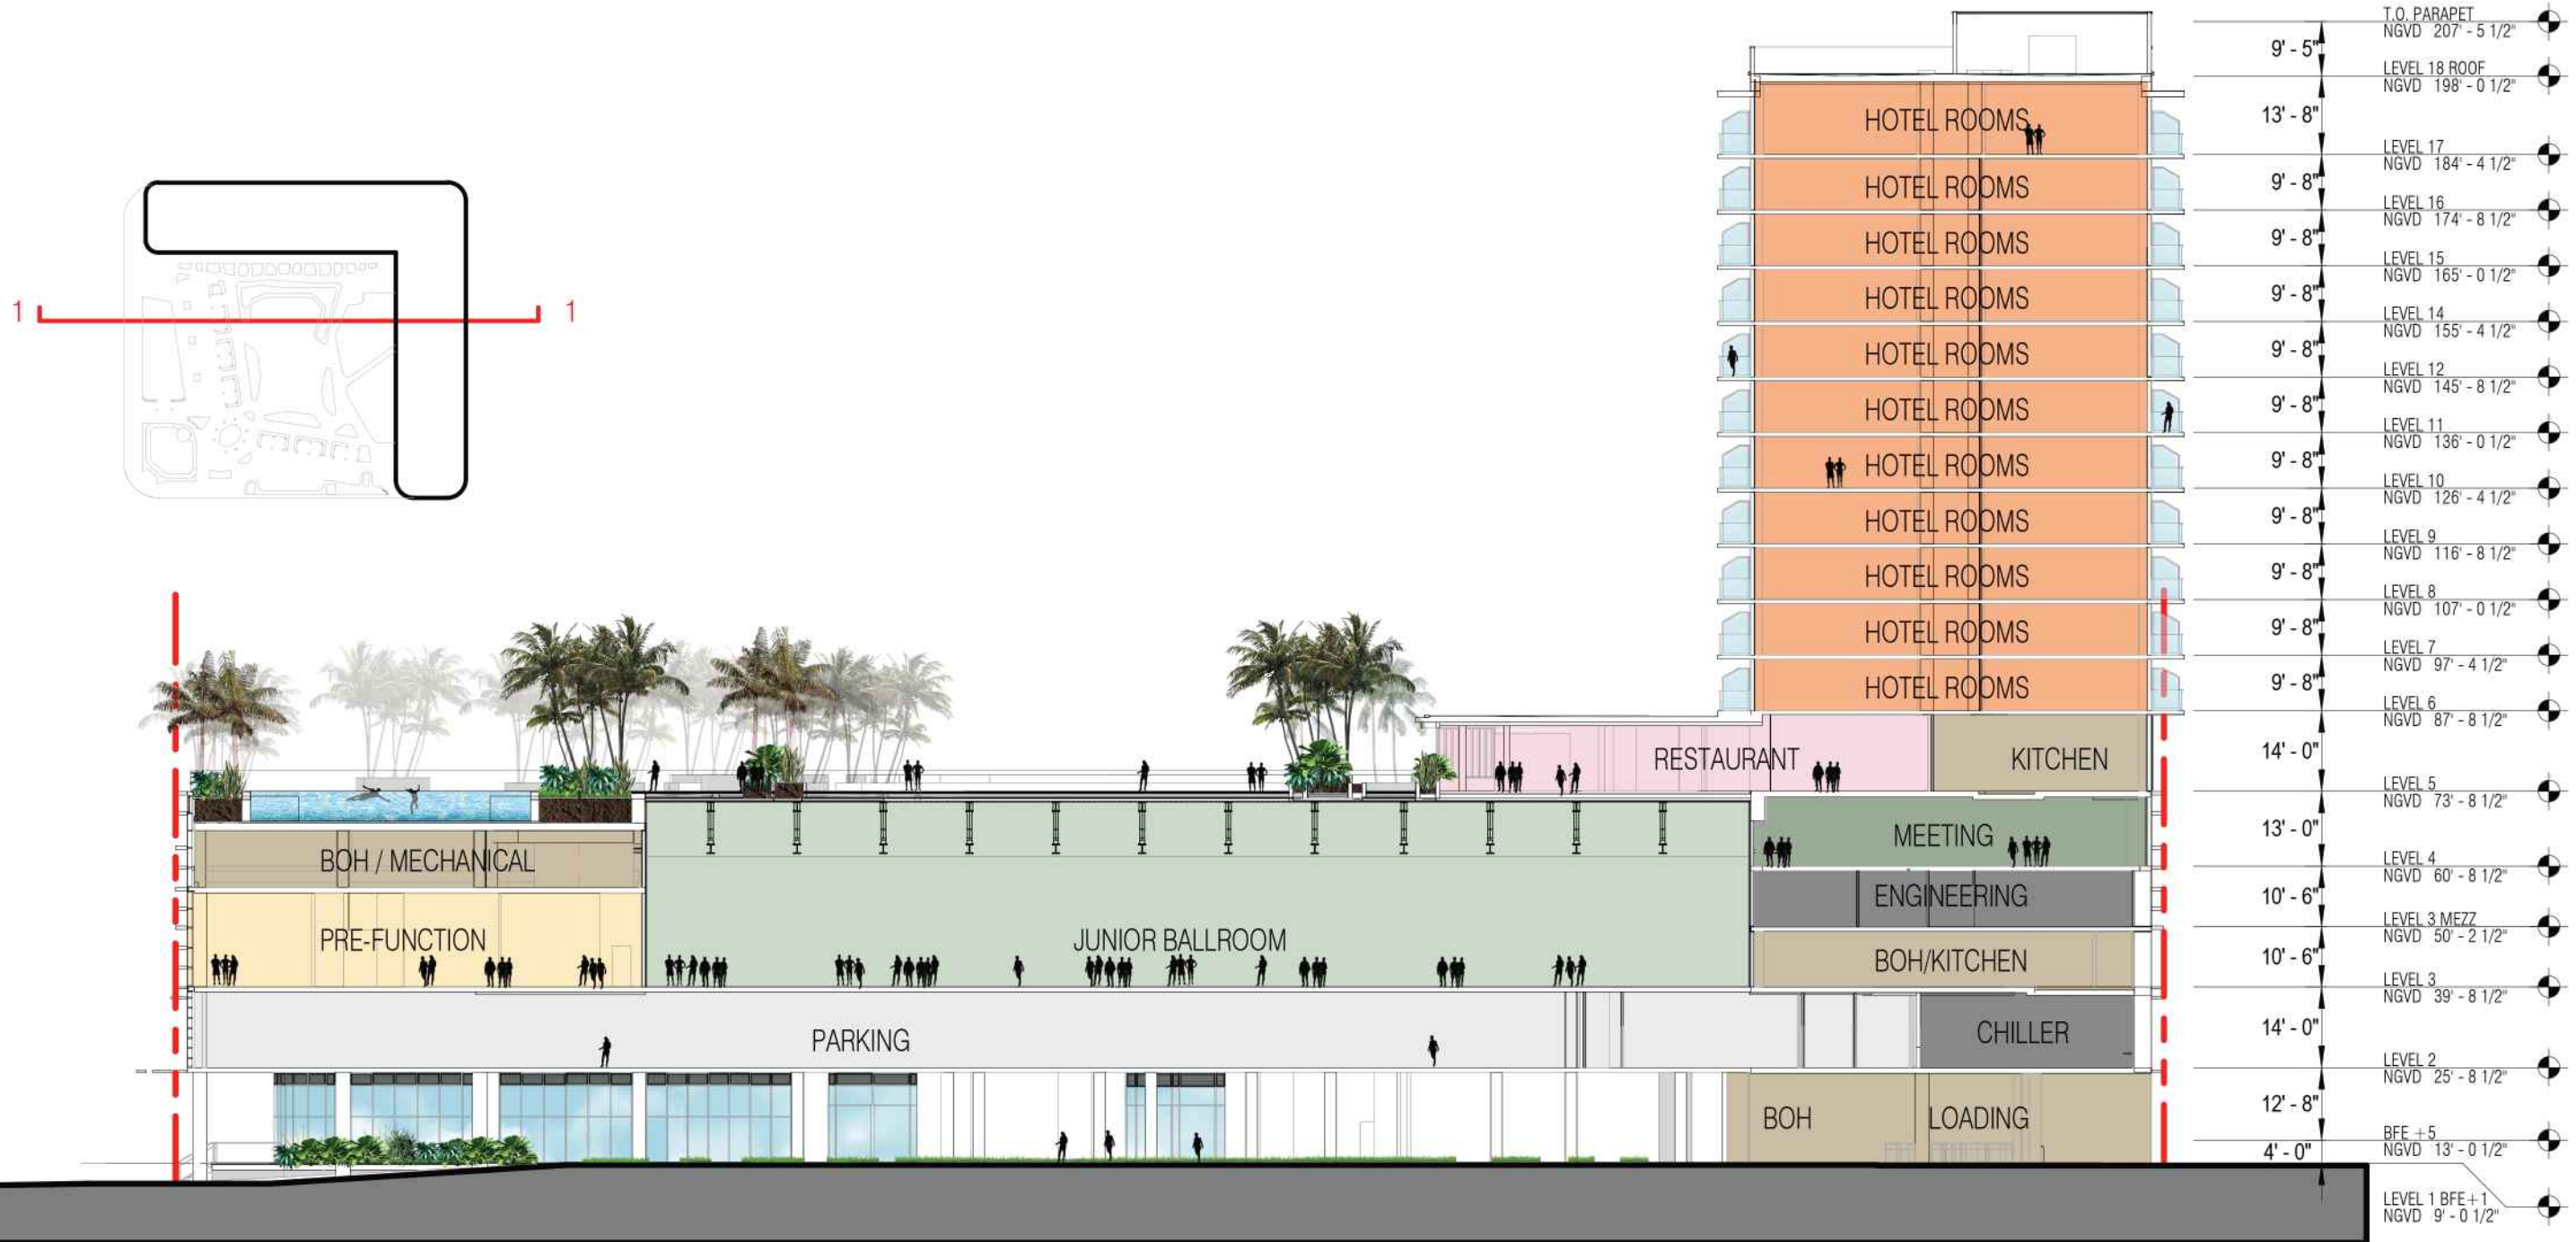 T.O. PARAPET
NGVD 207' - 5 1/2"
9' - 5"
LEVEL 18 ROOF
NGVD 198' - 0 1/2"
HOTEL ROOMS
13' - 8"
LEVEL 17
NGVD 184' - 4 1/2"
HOTEL ROOMS
9' - 8"
LEVEL 16
NGVD 174' - 8 1/2"
HOTEL ROOMS
9' - 8"
LEVEL 15
NGVD 165' - 0 1/2"
HOTEL ROOMS
9' - 8"
1 1
LEVEL 14
NGVD 155' - 4 1/2"
HOTEL ROOMS
9' - 8"
LEVEL 12
NGVD 145' - 8 1/2"
HOTEL ROOMS
9' - 8"
LEVEL 11
NGVD 136' - 0 1/2"
HOTEL ROOMS
9' - 8"
LEVEL 10
NGVD 126' - 4 1/2"
HOTEL ROOMS
9' - 8"
LEVEL 9
NGVD 116' - 8 1/2"
HOTEL ROOMS
9' - 8"
LEVEL 8
NGVD 107' - 0 1/2"
HOTEL ROOMS
9' - 8"
LEVEL 7
NGVD 97' - 4 1/2"
HOTEL ROOMS
9' - 8"
LEVEL 6
NGVD 87' - 8 1/2"
RESTAURANT
KITCHEN
14' - 0"
LEVEL 5
NGVD 73' - 8 1/2"
MEETING
13' - 0"
BOH / MECHANICAL
LEVEL 4
NGVD 60' - 8 1/2"
ENGINEERING
10' - 6"
LEVEL 3 MEZZ
NGVD 50' - 2 1/2"
PRE-FUNCTION
JUNIOR BALLROOM
BOH/KITCHEN
10' - 6"
LEVEL 3
NGVD 39' - 8 1/2"
PARKING
CHILLER
14' - 0"
LEVEL 2
NGVD 25' - 8 1/2"
BOH
LOADING
12' - 8"
BFE +5
NGVD 13' - 0 1/2"
4' - 0"
LEVEL 1 BFE+1
NGVD 9' - 0 1/2"